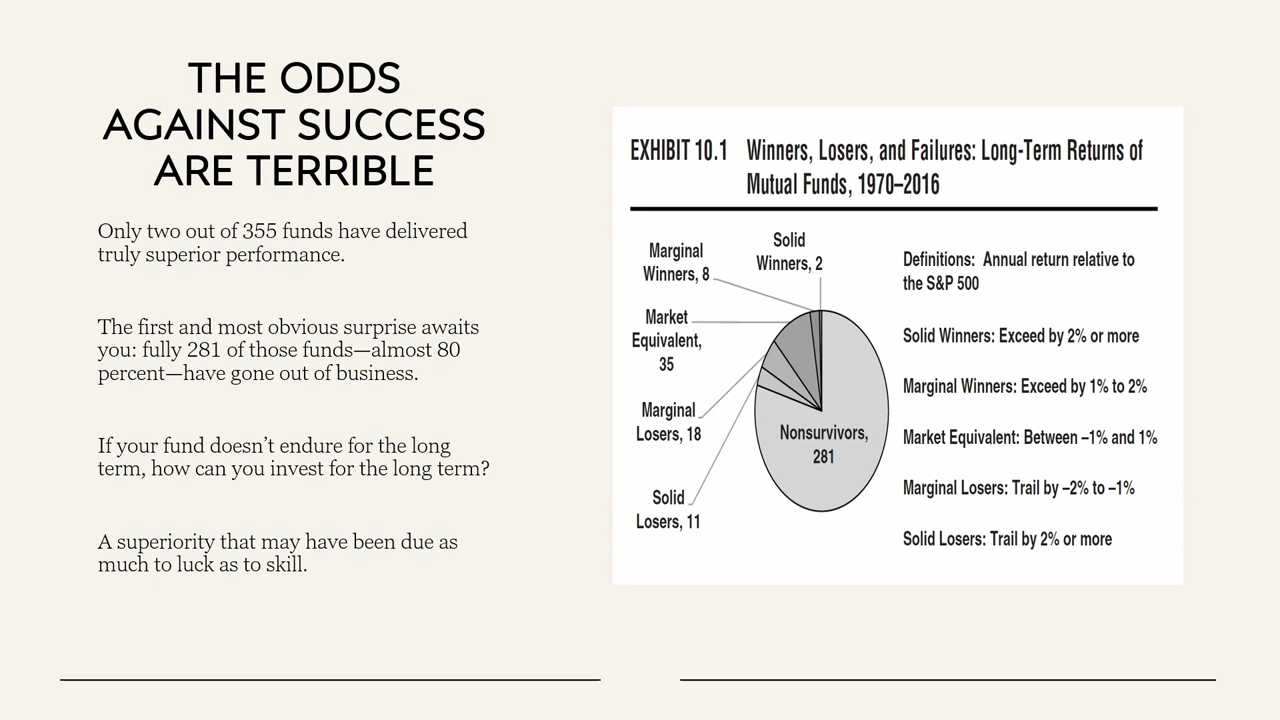 THE ODDS
AGAINST SUCCESS
ARE TERRIBLE
Only two out of 355 funds have delivered
truly superior performance.
The first and most obvious surprise awaits
you: fully 281 of those funds—almost 80
percent—have gone out of business.
If your fund doesn’t endure for the long
term, how can you invest for the long term?
A superiority that may have been due as
much to luck as to skill.
EXHIBIT 10.1 Winners, Losers, and Failures: Long-Term Returns of
Mutual Funds, 1970–2016
Marginal
Winners, 8
Solid
Winners, 2
Market
Equivalent,
35
Marginal
Losers, 18
Solid
Losers, 11
Nonsurvivors,
281
Definitions: Annual return relative to
the S&P 500
Solid Winners: Exceed by 2% or more
Marginal Winners: Exceed by 1% to 2%
Market Equivalent: Between –1% and 1%
Marginal Losers: Trail by –2% to –1%
Solid Losers: Trail by 2% or more